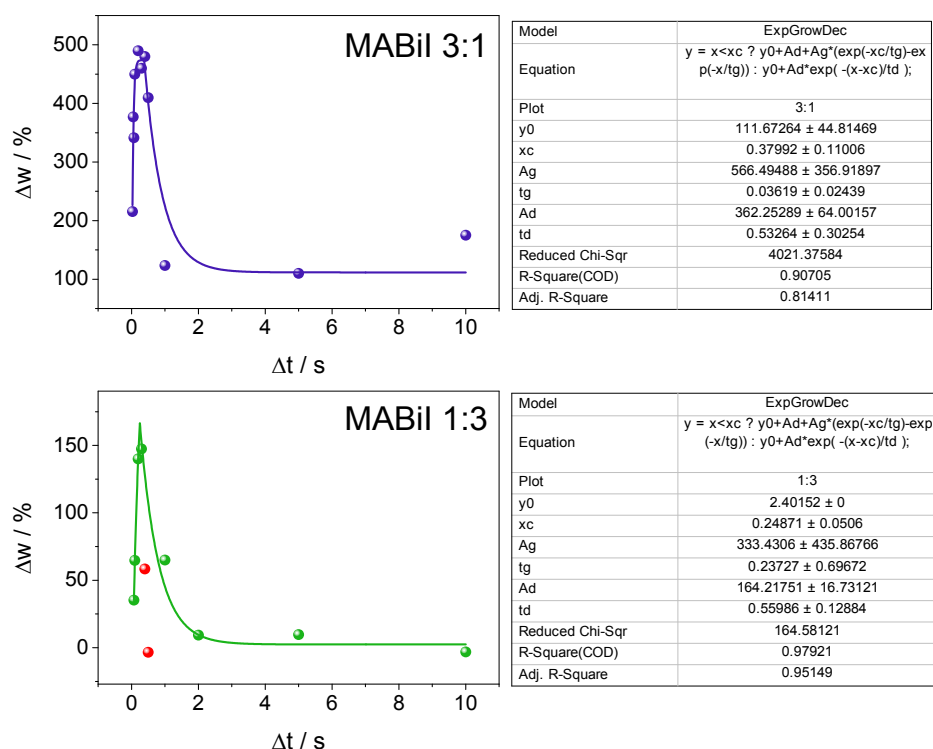 MABiI 3:1
500
400
300
200
100
Δw / %
0 2 4 6 8 10
Δt / s
Model ExpGrowDec
Equation y = x<xc ? y0+Ad+Ag*(exp(-xc/tg)-ex
p(-x/tg)) : y0+Ad*exp( -(x-xc)/td );
Plot 3:1
y0 111.67264 ± 44.81469
xc 0.37992 ± 0.11006
Ag 566.49488 ± 356.91897
tg 0.03619 ± 0.02439
Ad 362.25289 ± 64.00157
td 0.53264 ± 0.30254
Reduced Chi-Sqr 4021.37584
R-Square(COD) 0.90705
Adj. R-Square 0.81411
MABiI 1:3
150
100
50
0
Δw / %
0 2 4 6 8 10
Δt / s
Model ExpGrowDec
Equation y = x<xc ? y0+Ad+Ag*(exp(-xc/tg)-exp
(-x/tg)) : y0+Ad*exp( -(x-xc)/td );
Plot 1:3
y0 2.40152 ± 0
xc 0.24871 ± 0.0506
Ag 333.4306 ± 435.86766
tg 0.23727 ± 0.69672
Ad 164.21751 ± 16.73121
td 0.55986 ± 0.12884
Reduced Chi-Sqr 164.58121
R-Square(COD) 0.97921
Adj. R-Square 0.95149